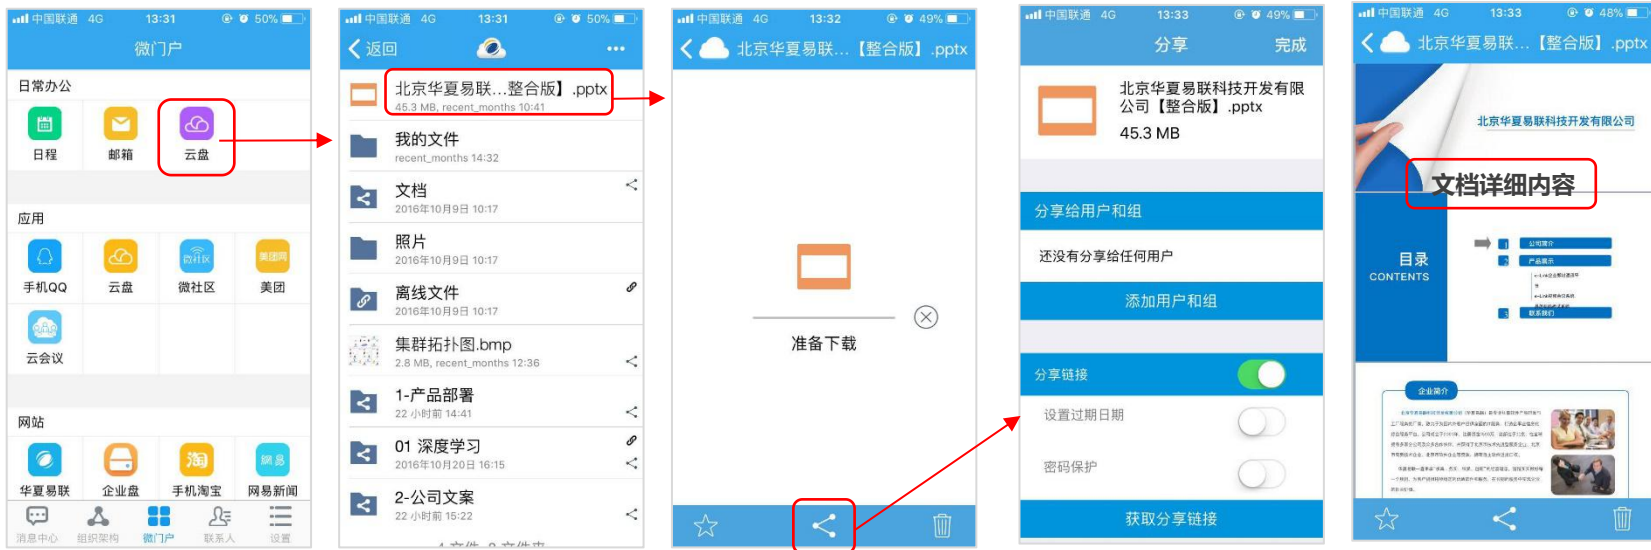 中国联通 4G 13:31 50%
微门户
日常办公
日程 邮箱 云盘
应用
手机QQ 云盘 微社区 美团
微社区 美团网
云会议
网站
淘 網易
华夏易联 企业盘 手机淘宝 网易新闻
消息中心 组织架构 微门户 联系人 设置
中国联通 4G 13:31 50%
返回
北京华夏易联...整合版】.pptx
45.3 MB, recent_months 10:41
我的文件
recent_months 14:32
文档
2016年10月9日 10:17
照片
2016年10月9日 10:17
离线文件
2016年10月9日 10:17
集群拓扑图.bmp
2.8 MB, recent_months 12:36
1-产品部署
22 小时前 14:41
01 深度学习
2016年10月20日 16:15
2-公司文案
22 小时前 15:22
中国联通 4G 13:32 49%
北京华夏易联...【整合版】.pptx
准备下载
中国联通 4G 13:33 49%
分享 完成
北京华夏易联科技开发有限
公司【整合版】.pptx
45.3 MB
分享给用户和组
还没有分享给任何用户
添加用户和组
分享链接
设置过期日期
密码保护
获取分享链接
中国联通 4G 13:33 48%
北京华夏易联...【整合版】.pptx
北京华夏易联科技开发有限公司
文档详细内容
目录
CONTENTS
1 公司简介
2 产品展示
3 联系我们
企业简介